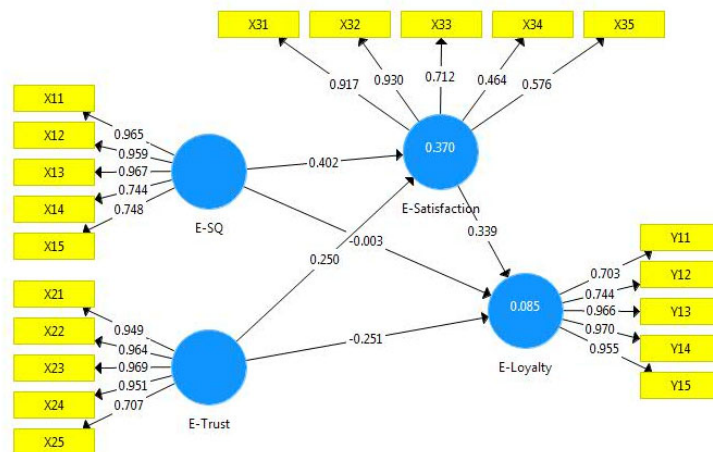 X31
X32
X33
X34
X35
0.917
0.930
0.712
0.464
0.576
X11
X12
X13
X14
X15
0.965
0.959
0.967
0.744
0.748
E-SQ
0.402
0.370
E-Satisfaction
-0.003
0.250
0.339
X21
X22
X23
X24
X25
0.949
0.964
0.969
0.951
0.707
E-Trust
-0.251
0.085
E-Loyalty
0.703
0.744
0.966
0.970
0.955
Y11
Y12
Y13
Y14
Y15